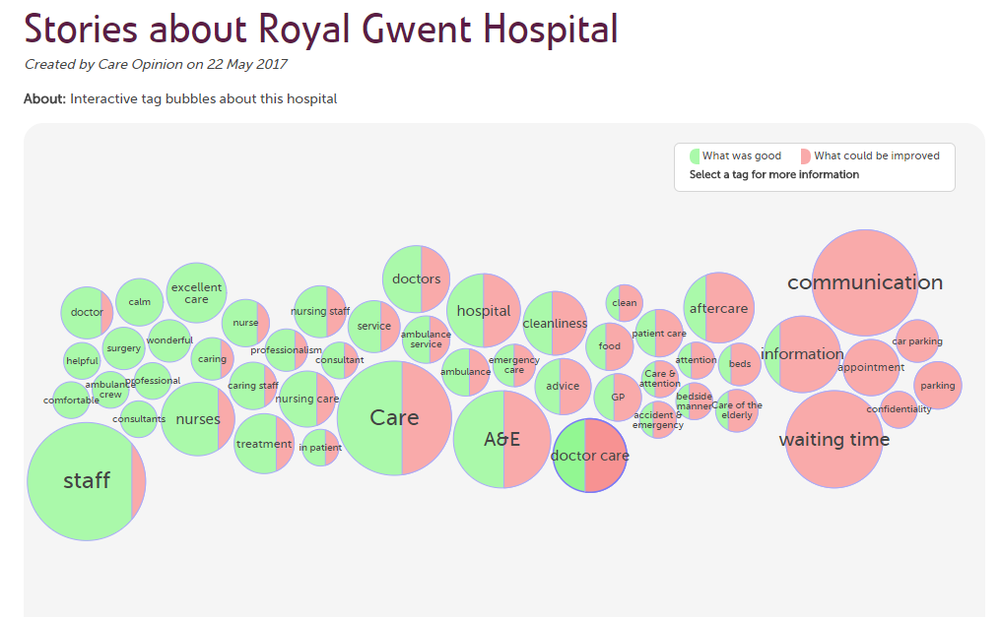 Stories about Royal Gwent Hospital
Created by Care Opinion on 22 May 2017
About: Interactive tag bubbles about this hospital
What was good
What could be improved
Select a tag for more information
communication
doctors
excellent
care
calm
doctor
nursing staff
hospital
clean
aftercare
nurse
service
cleanliness
wonderful
ambulance
service
patient care
car parking
surgery
professionalism
food
information
helpful
caring
consultant
emergency
care
attention
beds
appointment
ambulance
professional
ambulance
crew
caring staff
advice
Care &
attention
parking
comfortable
nursing care
GP
bedside
manner
Care of the
elderly
confidentiality
consultants
nurses
Care
accident &
emergency
A&E
waiting time
treatment
in patient
doctor care
staff